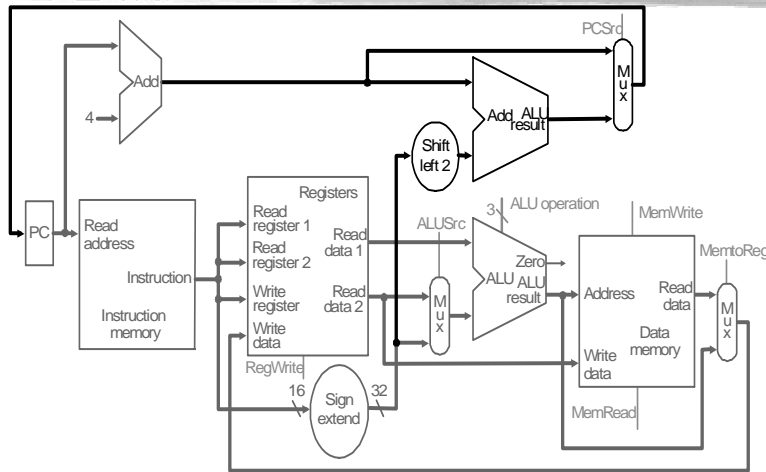 PCSrc
Add
M
u
x
4
Add ALU
result
Shift
left 2
Registers
3
ALU operation
PC
Read
address
Read
register 1
Read
data 1
ALUSrc
MemWrite
MemtoReg
Read
register 2
Zero
Instruction
ALU ALU
result
Read
data
Write
register
Read
data 2
M
u
x
Address
M
u
x
Instruction
memory
Write
data
Data
memory
Write
data
RegWrite
16
32
Sign
extend
MemRead